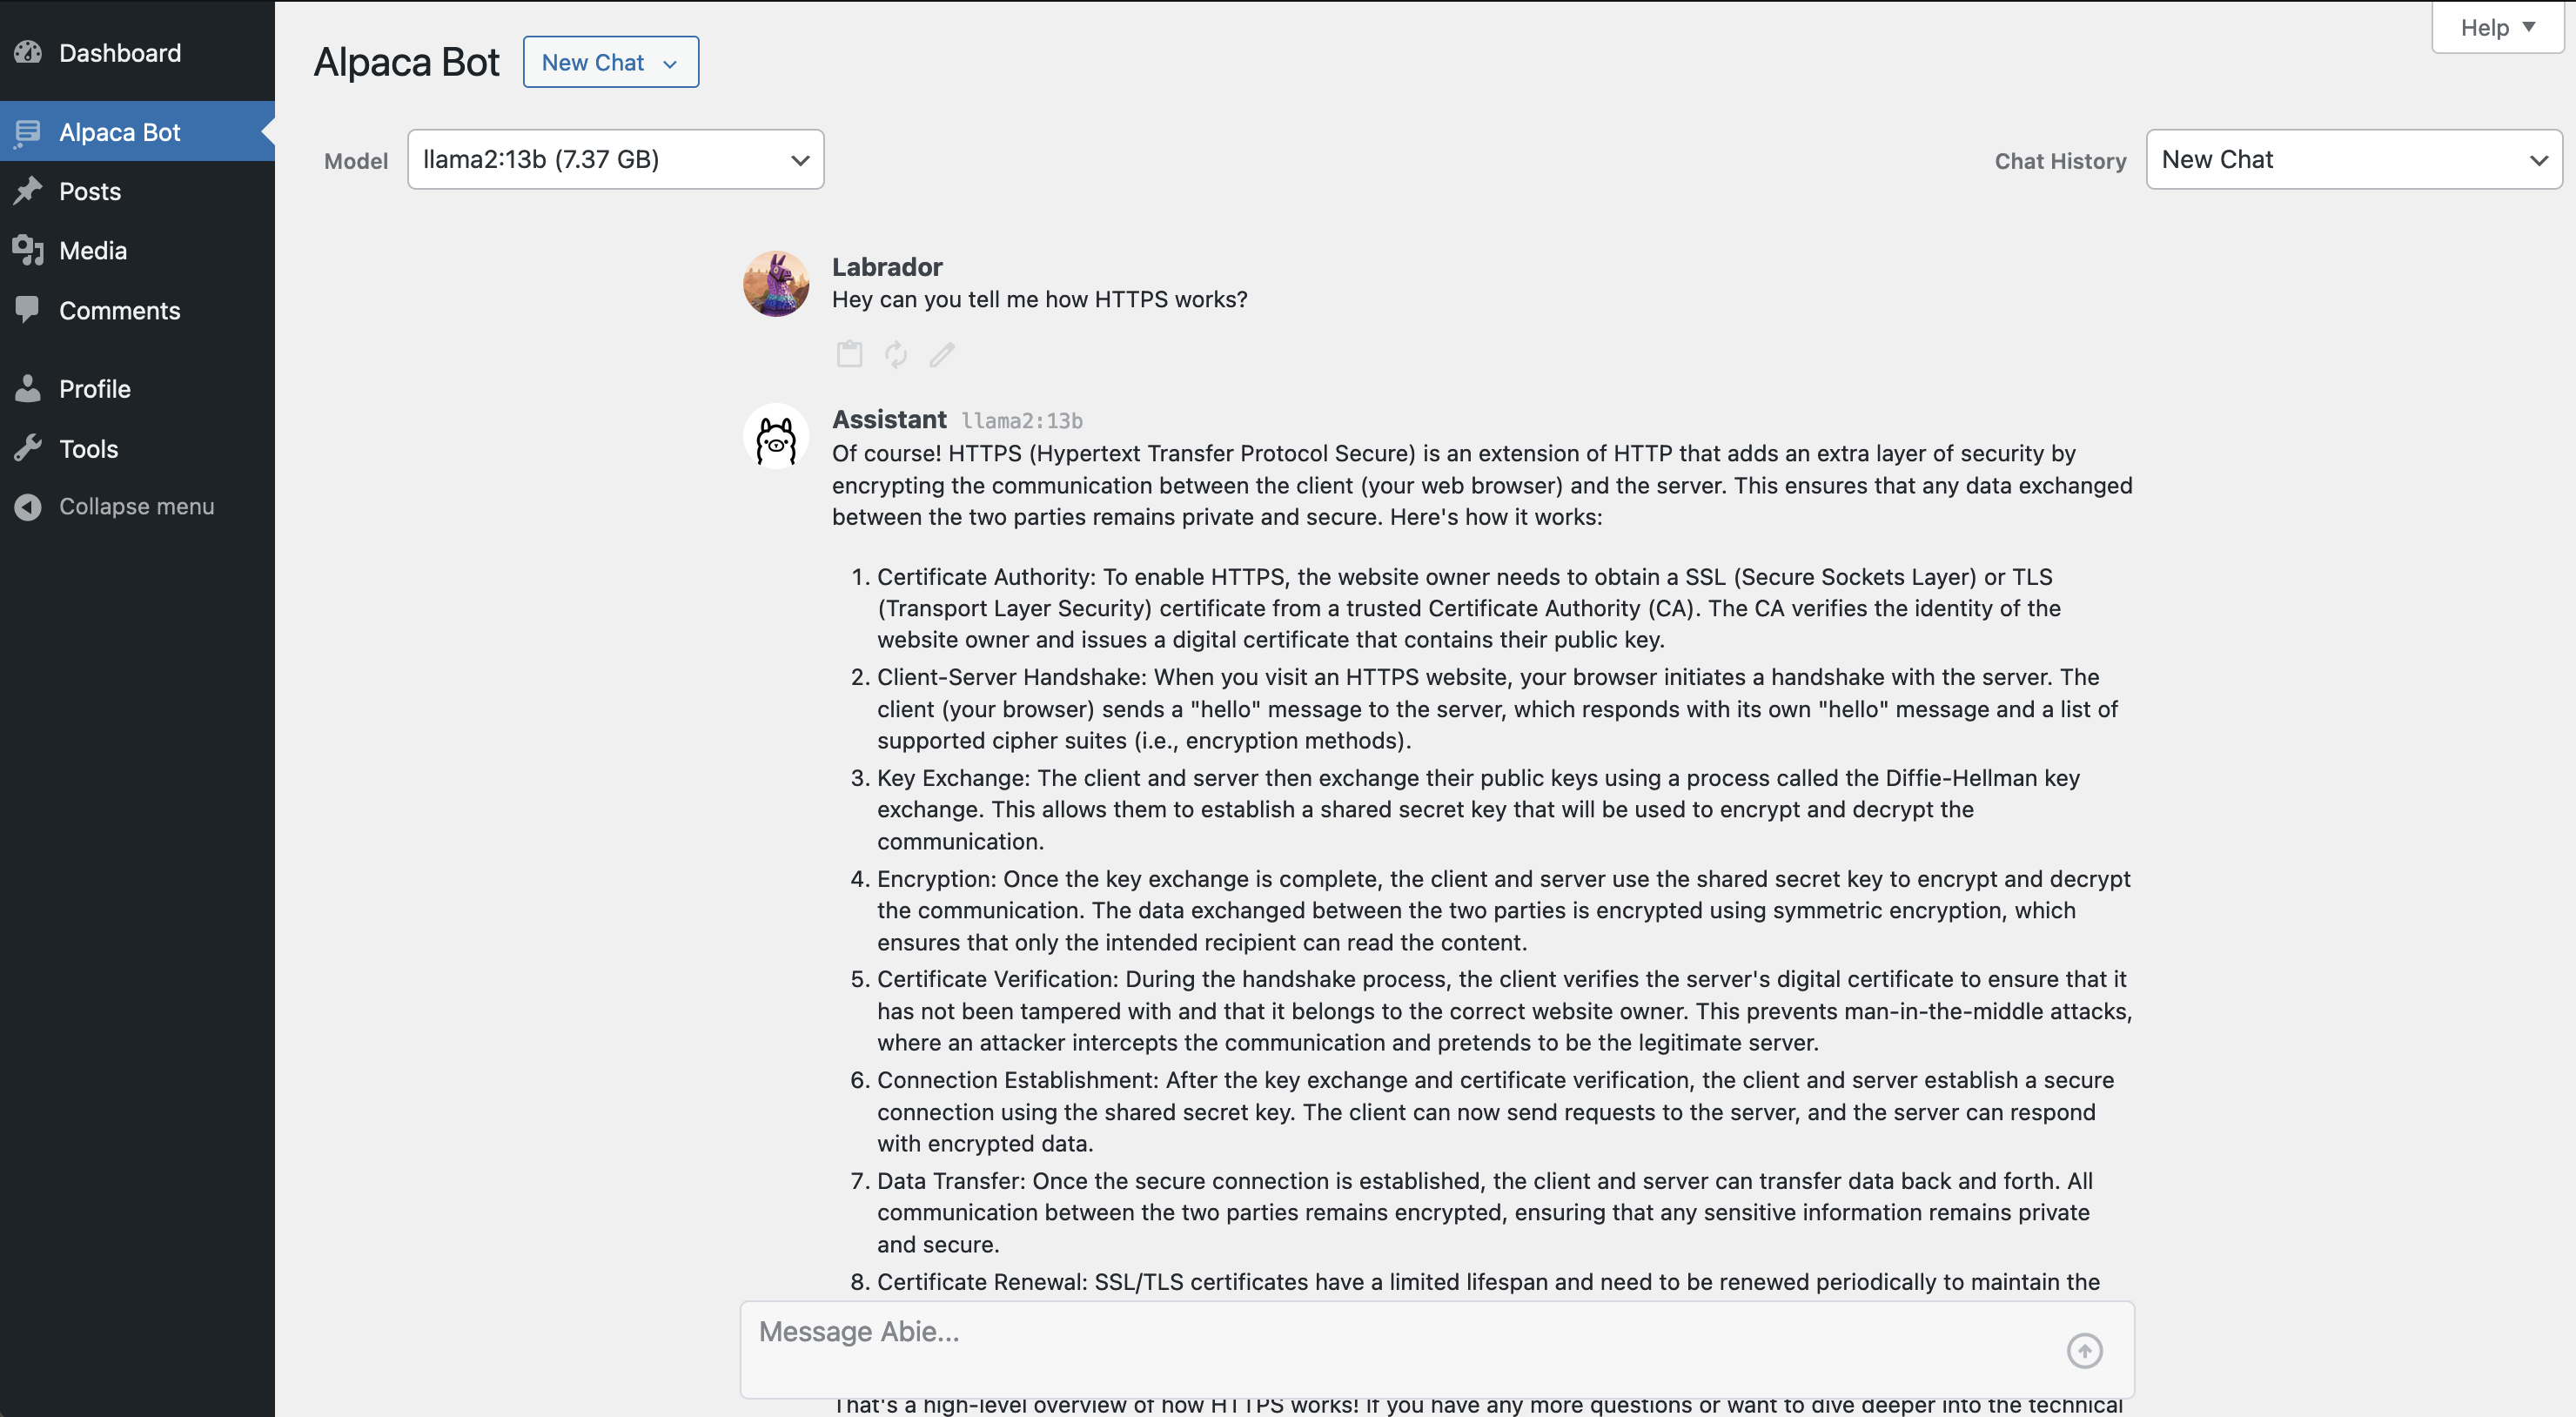 Dashboard
Alpaca Bot
Posts
Media
Comments
Profile
Tools
Collapse menu
Alpaca Bot
New Chat
Help
Model
llama2:13b (7.37 GB)
Chat History
New Chat
Labrador
Hey can you tell me how HTTPS works?
Assistant llama2:13b
Of course! HTTPS (Hypertext Transfer Protocol Secure) is an extension of HTTP that adds an extra layer of security by
encrypting the communication between the client (your web browser) and the server. This ensures that any data exchanged
between the two parties remains private and secure. Here's how it works:
1. Certificate Authority: To enable HTTPS, the website owner needs to obtain a SSL (Secure Sockets Layer) or TLS
(Transport Layer Security) certificate from a trusted Certificate Authority (CA). The CA verifies the identity of the
website owner and issues a digital certificate that contains their public key.
2. Client-Server Handshake: When you visit an HTTPS website, your browser initiates a handshake with the server. The
client (your browser) sends a "hello" message to the server, which responds with its own "hello" message and a list of
supported cipher suites (i.e., encryption methods).
3. Key Exchange: The client and server then exchange their public keys using a process called the Diffie-Hellman key
exchange. This allows them to establish a shared secret key that will be used to encrypt and decrypt the
communication.
4. Encryption: Once the key exchange is complete, the client and server use the shared secret key to encrypt and decrypt
the communication. The data exchanged between the two parties is encrypted using symmetric encryption, which
ensures that only the intended recipient can read the content.
5. Certificate Verification: During the handshake process, the client verifies the server's digital certificate to ensure that it
has not been tampered with and that it belongs to the correct website owner. This prevents man-in-the-middle attacks,
where an attacker intercepts the communication and pretends to be the legitimate server.
6. Connection Establishment: After the key exchange and certificate verification, the client and server establish a secure
connection using the shared secret key. The client can now send requests to the server, and the server can respond
with encrypted data.
7. Data Transfer: Once the secure connection is established, the client and server can transfer data back and forth. All
communication between the two parties remains encrypted, ensuring that any sensitive information remains private
and secure.
8. Certificate Renewal: SSL/TLS certificates have a limited lifespan and need to be renewed periodically to maintain the
Message Abie...
That's a high-level overview of how HTTPS works! If you have any more questions or want to dive deeper into the technical